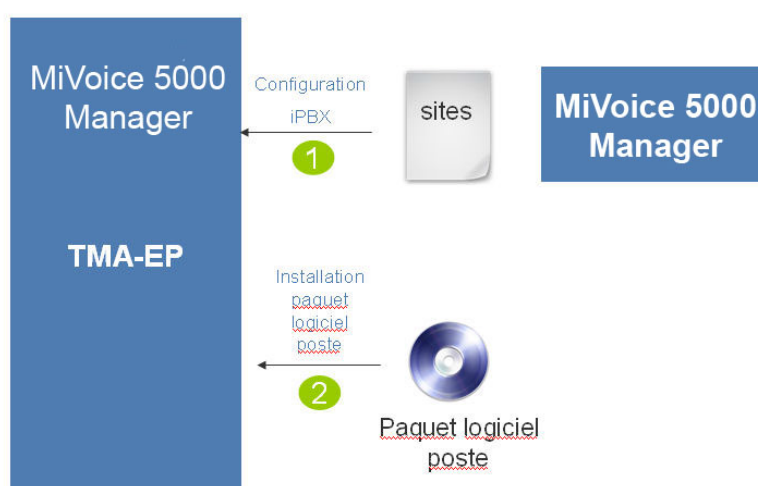 MiVoice 5000
Manager
TMA-EP
Configuration
iPBX
1
sites
MiVoice 5000
Manager
Installation
paquet
logiciel
poste
2
Paquet logiciel
poste